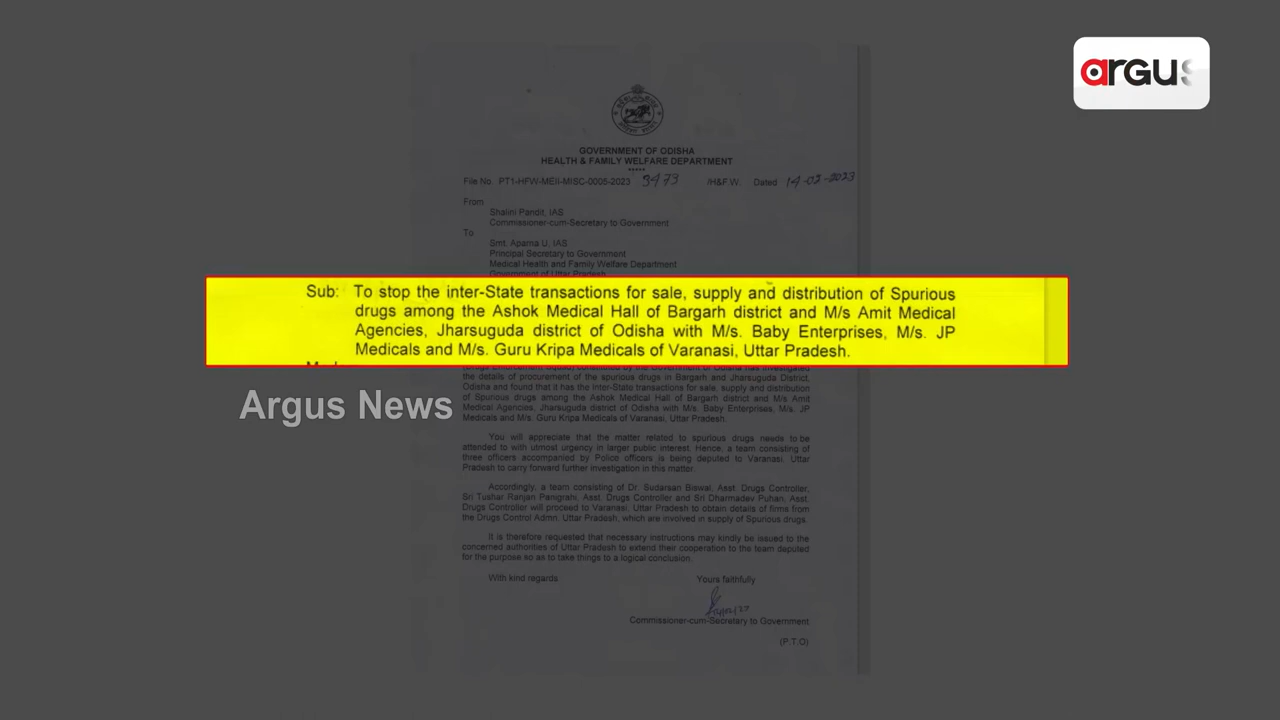 argus
GOVERNMENT OF ODISHA
HEALTH & FAMILY WELFARE DEPARTMENT
*****
File No. PT1-HFW-MEII-MISC-0005-2023 3473 /H&F.W. Dated 14-02-2023
From
Shalini Pandit, IAS
Commissioner-cum-Secretary to Government
To
Smt. Aparna U, IAS
Principal Secretary to Government
Medical Health and Family Welfare Department
Government of Uttar Pradesh
Sub: To stop the inter-State transactions for sale, supply and distribution of Spurious
drugs among the Ashok Medical Hall of Bargarh district and M/s Amit Medical
Agencies, Jharsuguda district of Odisha with M/s. Baby Enterprises, M/s. JP
Medicals and M/s. Guru Kripa Medicals of Varanasi, Uttar Pradesh.
constituted by the Government of Odisha has investigated
the details of procurement of the spurious drugs in Bargarh and Jharsuguda District,
Odisha and found that it has the inter-State transactions for sale, supply and distribution
of Spurious drugs among the Ashok Medical Hall of Bargarh district and M/s Amit
Medical Agencies, Jharsuguda district of Odisha with M/s. Baby Enterprises, M/s. JP
Medicals and M/s. Guru Kripa Medicals of Varanasi, Uttar Pradesh.
Argus News
You will appreciate that the matter related to spurious drugs needs to be
attended to with utmost urgency in larger public interest. Hence, a team consisting of
three officers accompanied by Police officers is being deputed to Varanasi, Uttar
Pradesh to carry forward further investigation in this matter.
Accordingly, a team consisting of Dr. Sudarsan Biswal, Asst. Drugs Controller,
Sri Tushar Ranjan Panigrahi, Asst. Drugs Controller and Sri Dharmadev Puhan, Asst.
Drugs Controller will proceed to Varanasi, Uttar Pradesh to obtain details of firms from
the Drugs Control Admn. Uttar Pradesh, which are involved in supply of Spurious drugs.
It is therefore requested that necessary instructions may kindly be issued to the
concerned authorities of Uttar Pradesh to extend their cooperation to the team deputed
for the purpose so as to take things to a logical conclusion.
With kind regards
Yours faithfully
Commissioner-cum-Secretary to Government
(P.T.O)